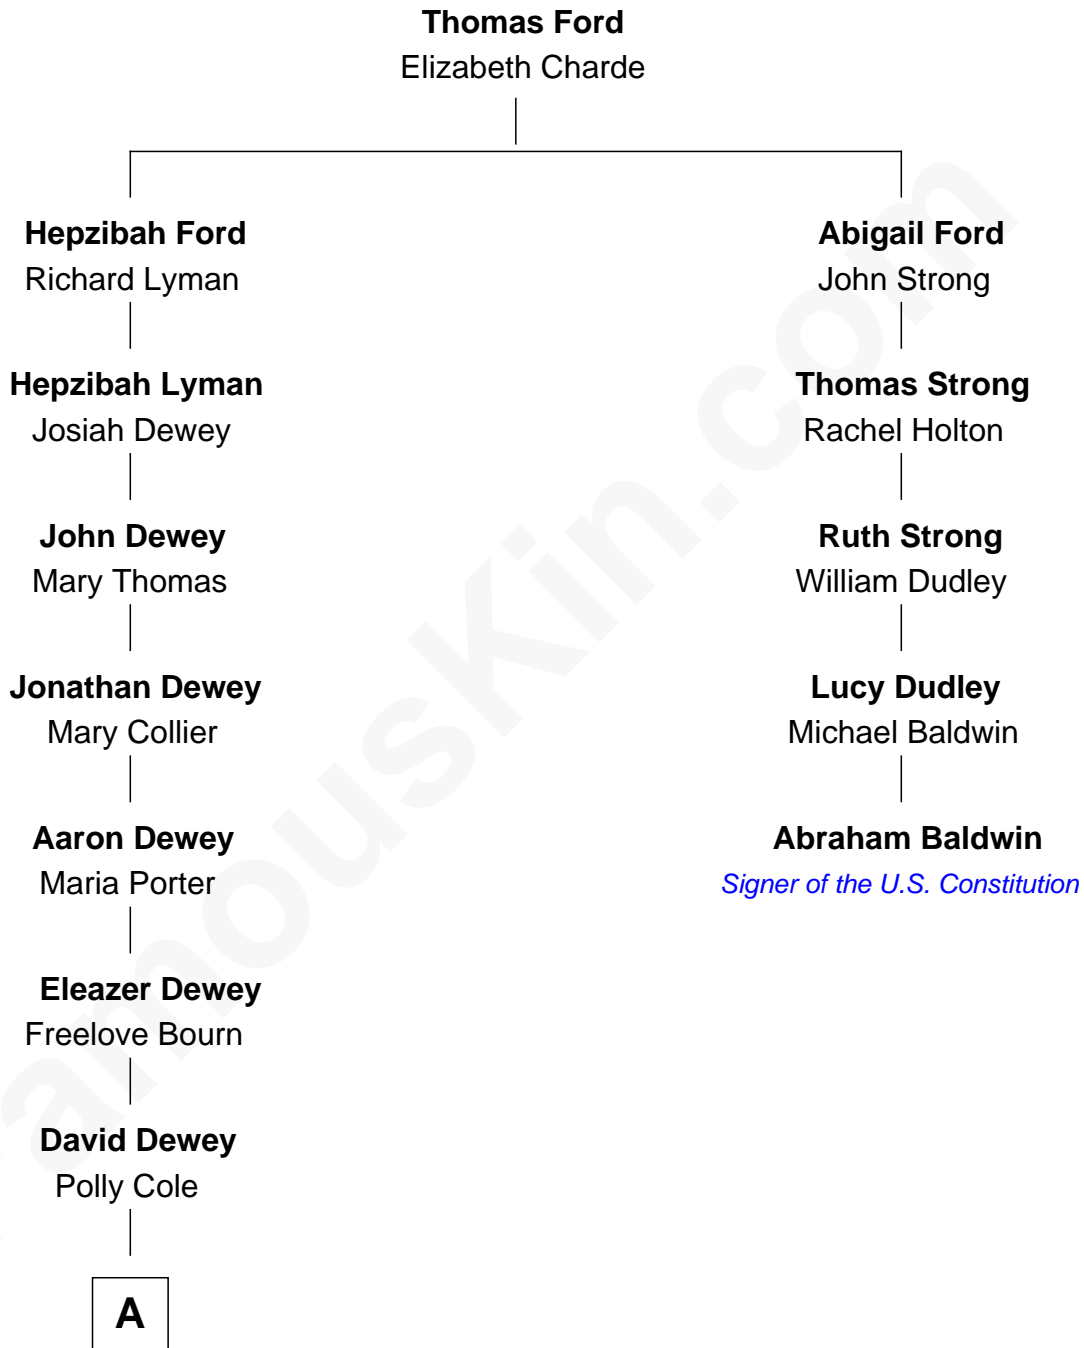 Thomas Ford
Elizabeth Charde
Hepzibah Ford
Richard Lyman
Abigail Ford
John Strong
Hepzibah Lyman
Josiah Dewey
Thomas Strong
Rachel Holton
John Dewey
Mary Thomas
Ruth Strong
William Dudley
Jonathan Dewey
Mary Collier
Lucy Dudley
Michael Baldwin
Aaron Dewey
Maria Porter
Abraham Baldwin
Signer of the U.S. Constitution
Eleazer Dewey
Freelove Bourn
David Dewey
Polly Cole
A
amouskin.com